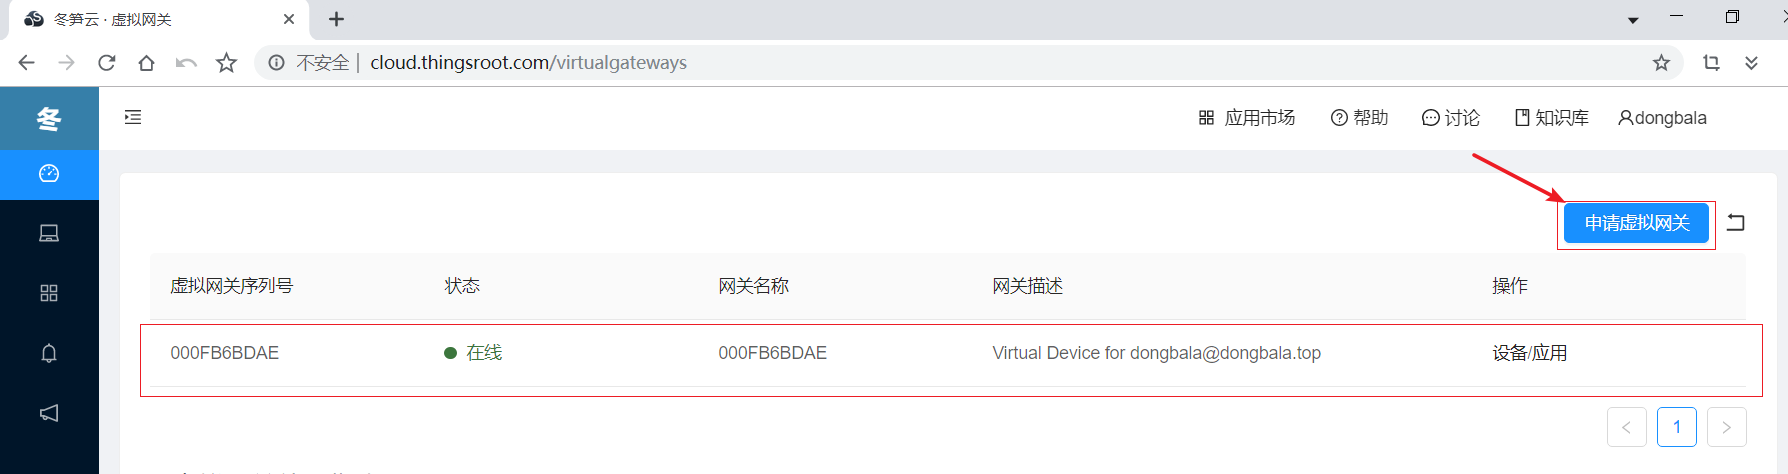 冬笋云 · 虚拟网关
不安全 | cloud.thingsroot.com/virtualgateways
冬
应用市场 帮助 讨论 知识库 dongbala
申请虚拟网关
虚拟网关序列号 状态 网关名称 网关描述 操作
000FB6BDAE 在线 000FB6BDAE Virtual Device for dongbala@dongbala.top 设备/应用
1